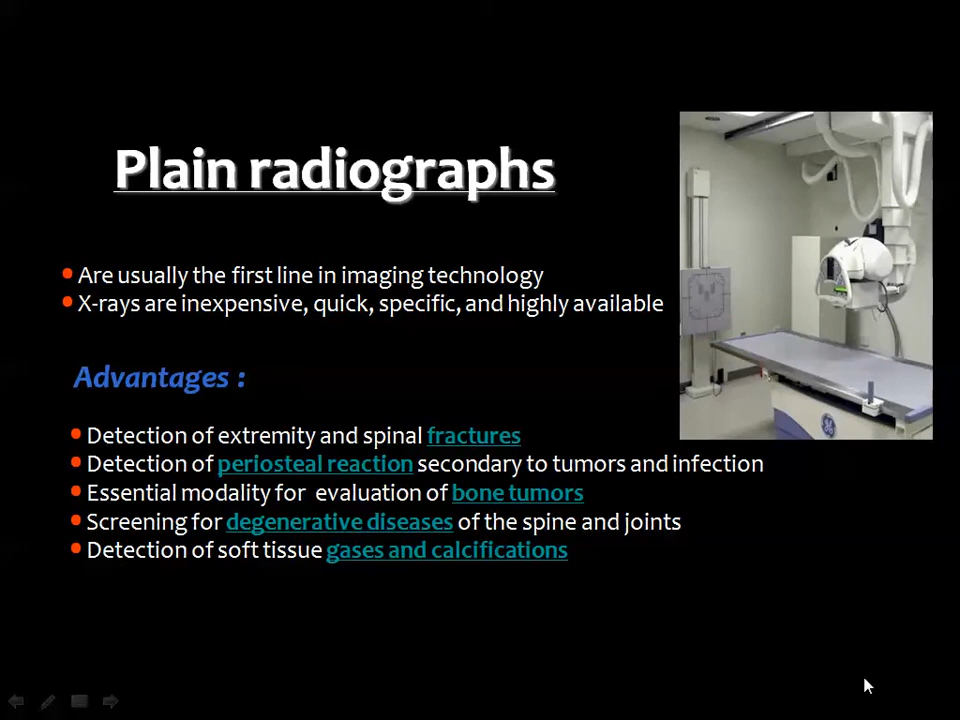 Plain radiographs
• Are usually the first line in imaging technology
• X-rays are inexpensive, quick, specific, and highly available
Advantages :
• Detection of extremity and spinal fractures
• Detection of periosteal reaction secondary to tumors and infection
• Essential modality for evaluation of bone tumors
• Screening for degenerative diseases of the spine and joints
• Detection of soft tissue gases and calcifications